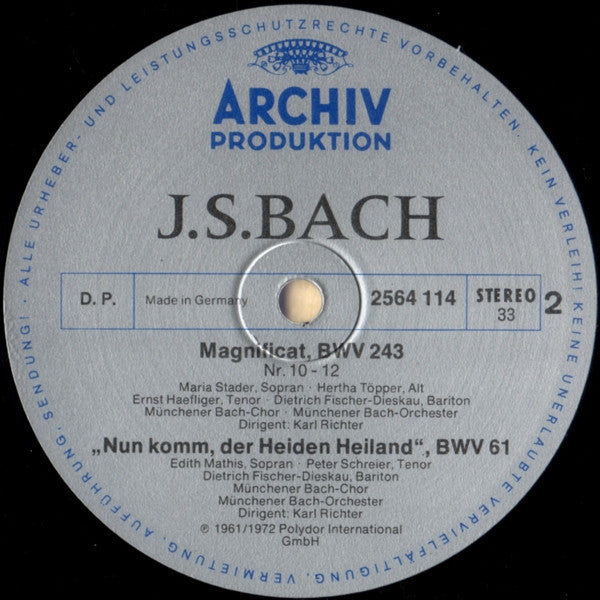 ALLE URHEBER- UND LEISTUNGSSCHUTZRECHTE VORBEHALTEN. KEIN VERLEIH! KEINE UNERLAUBTE VERVIELFÄLTIGUNG, VERMIETUNG, AUFFÜHRUNG, SENDUNG! ·
ARCHIV
PRODUKTION
J.S.BACH
D. P.
Made in Germany
2564 114
STEREO
33
2
Magnificat, BWV 243
Nr. 10 - 12
Maria Stader, Sopran · Hertha Töpper, Alt
Ernst Haefliger, Tenor · Dietrich Fischer-Dieskau, Bariton
Münchener Bach-Chor · Münchener Bach-Orchester
Dirigent: Karl Richter
„Nun komm, der Heiden Heiland“, BWV 61
Edith Mathis, Sopran · Peter Schreier, Tenor
Dietrich Fischer-Dieskau, Bariton
Münchener Bach-Chor
Münchener Bach-Orchester
Dirigent: Karl Richter
℗ 1961/1972 Polydor International
GmbH